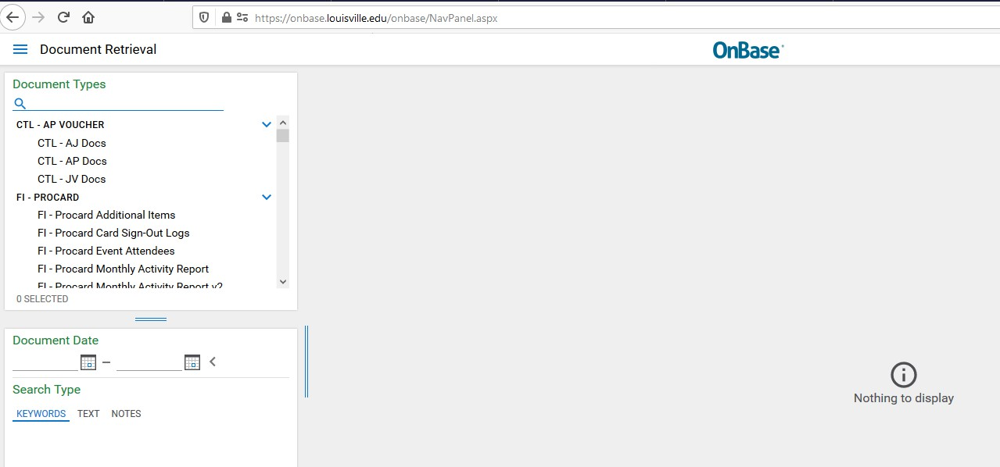 https://onbase.louisville.edu/onbase/NavPanel.aspx
Document Retrieval
OnBase
Document Types
CTL - AP VOUCHER
CTL - AJ Docs
CTL - AP Docs
CTL - JV Docs
FI - PROCARD
FI - Procard Additional Items
FI - Procard Card Sign-Out Logs
FI - Procard Event Attendees
FI - Procard Monthly Activity Report
FI - Procard Monthly Activity Report v2
0 SELECTED
Document Date
Search Type
KEYWORDS TEXT NOTES
Nothing to display